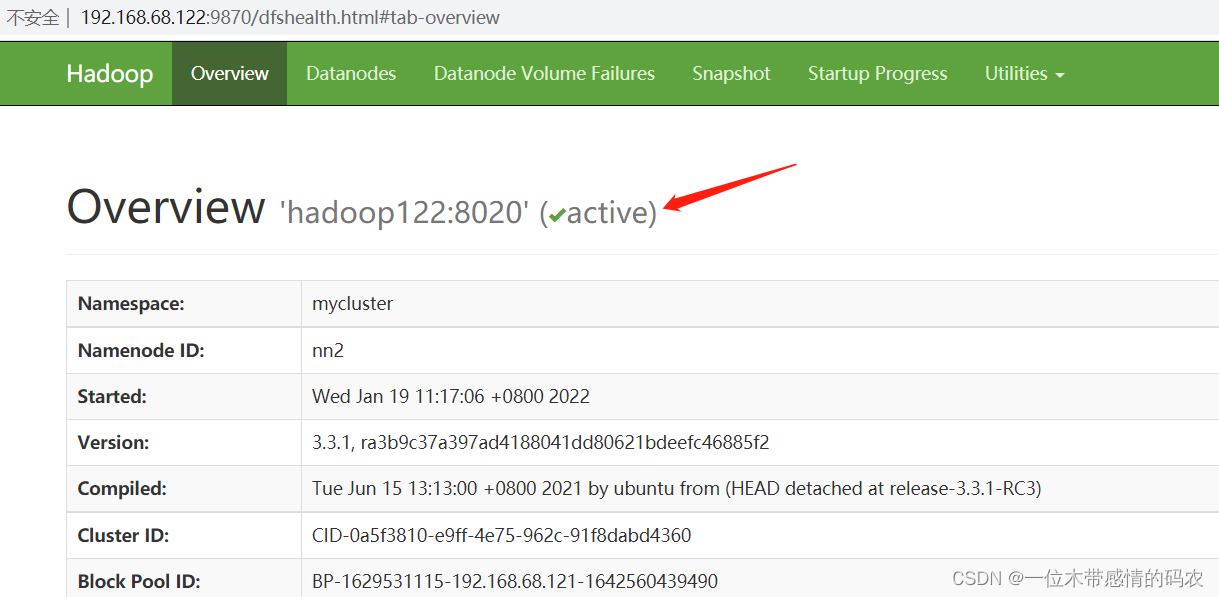 不安全 | 192.168.68.122:9870/dfshealth.html#tab-overview
Hadoop Overview Datanodes Datanode Volume Failures Snapshot Startup Progress Utilities
Overview 'hadoop122:8020' (✔active)
Namespace: mycluster
Namenode ID: nn2
Started: Wed Jan 19 11:17:06 +0800 2022
Version: 3.3.1, ra3b9c37a397ad4188041dd80621bdeefc46885f2
Compiled: Tue Jun 15 13:13:00 +0800 2021 by ubuntu from (HEAD detached at release-3.3.1-RC3)
Cluster ID: CID-0a5f3810-e9ff-4e75-962c-91f8dabd4360
Block Pool ID: BP-1629531115-192.168.68.121-1642560439490
CSDN @一位木带感情的码农